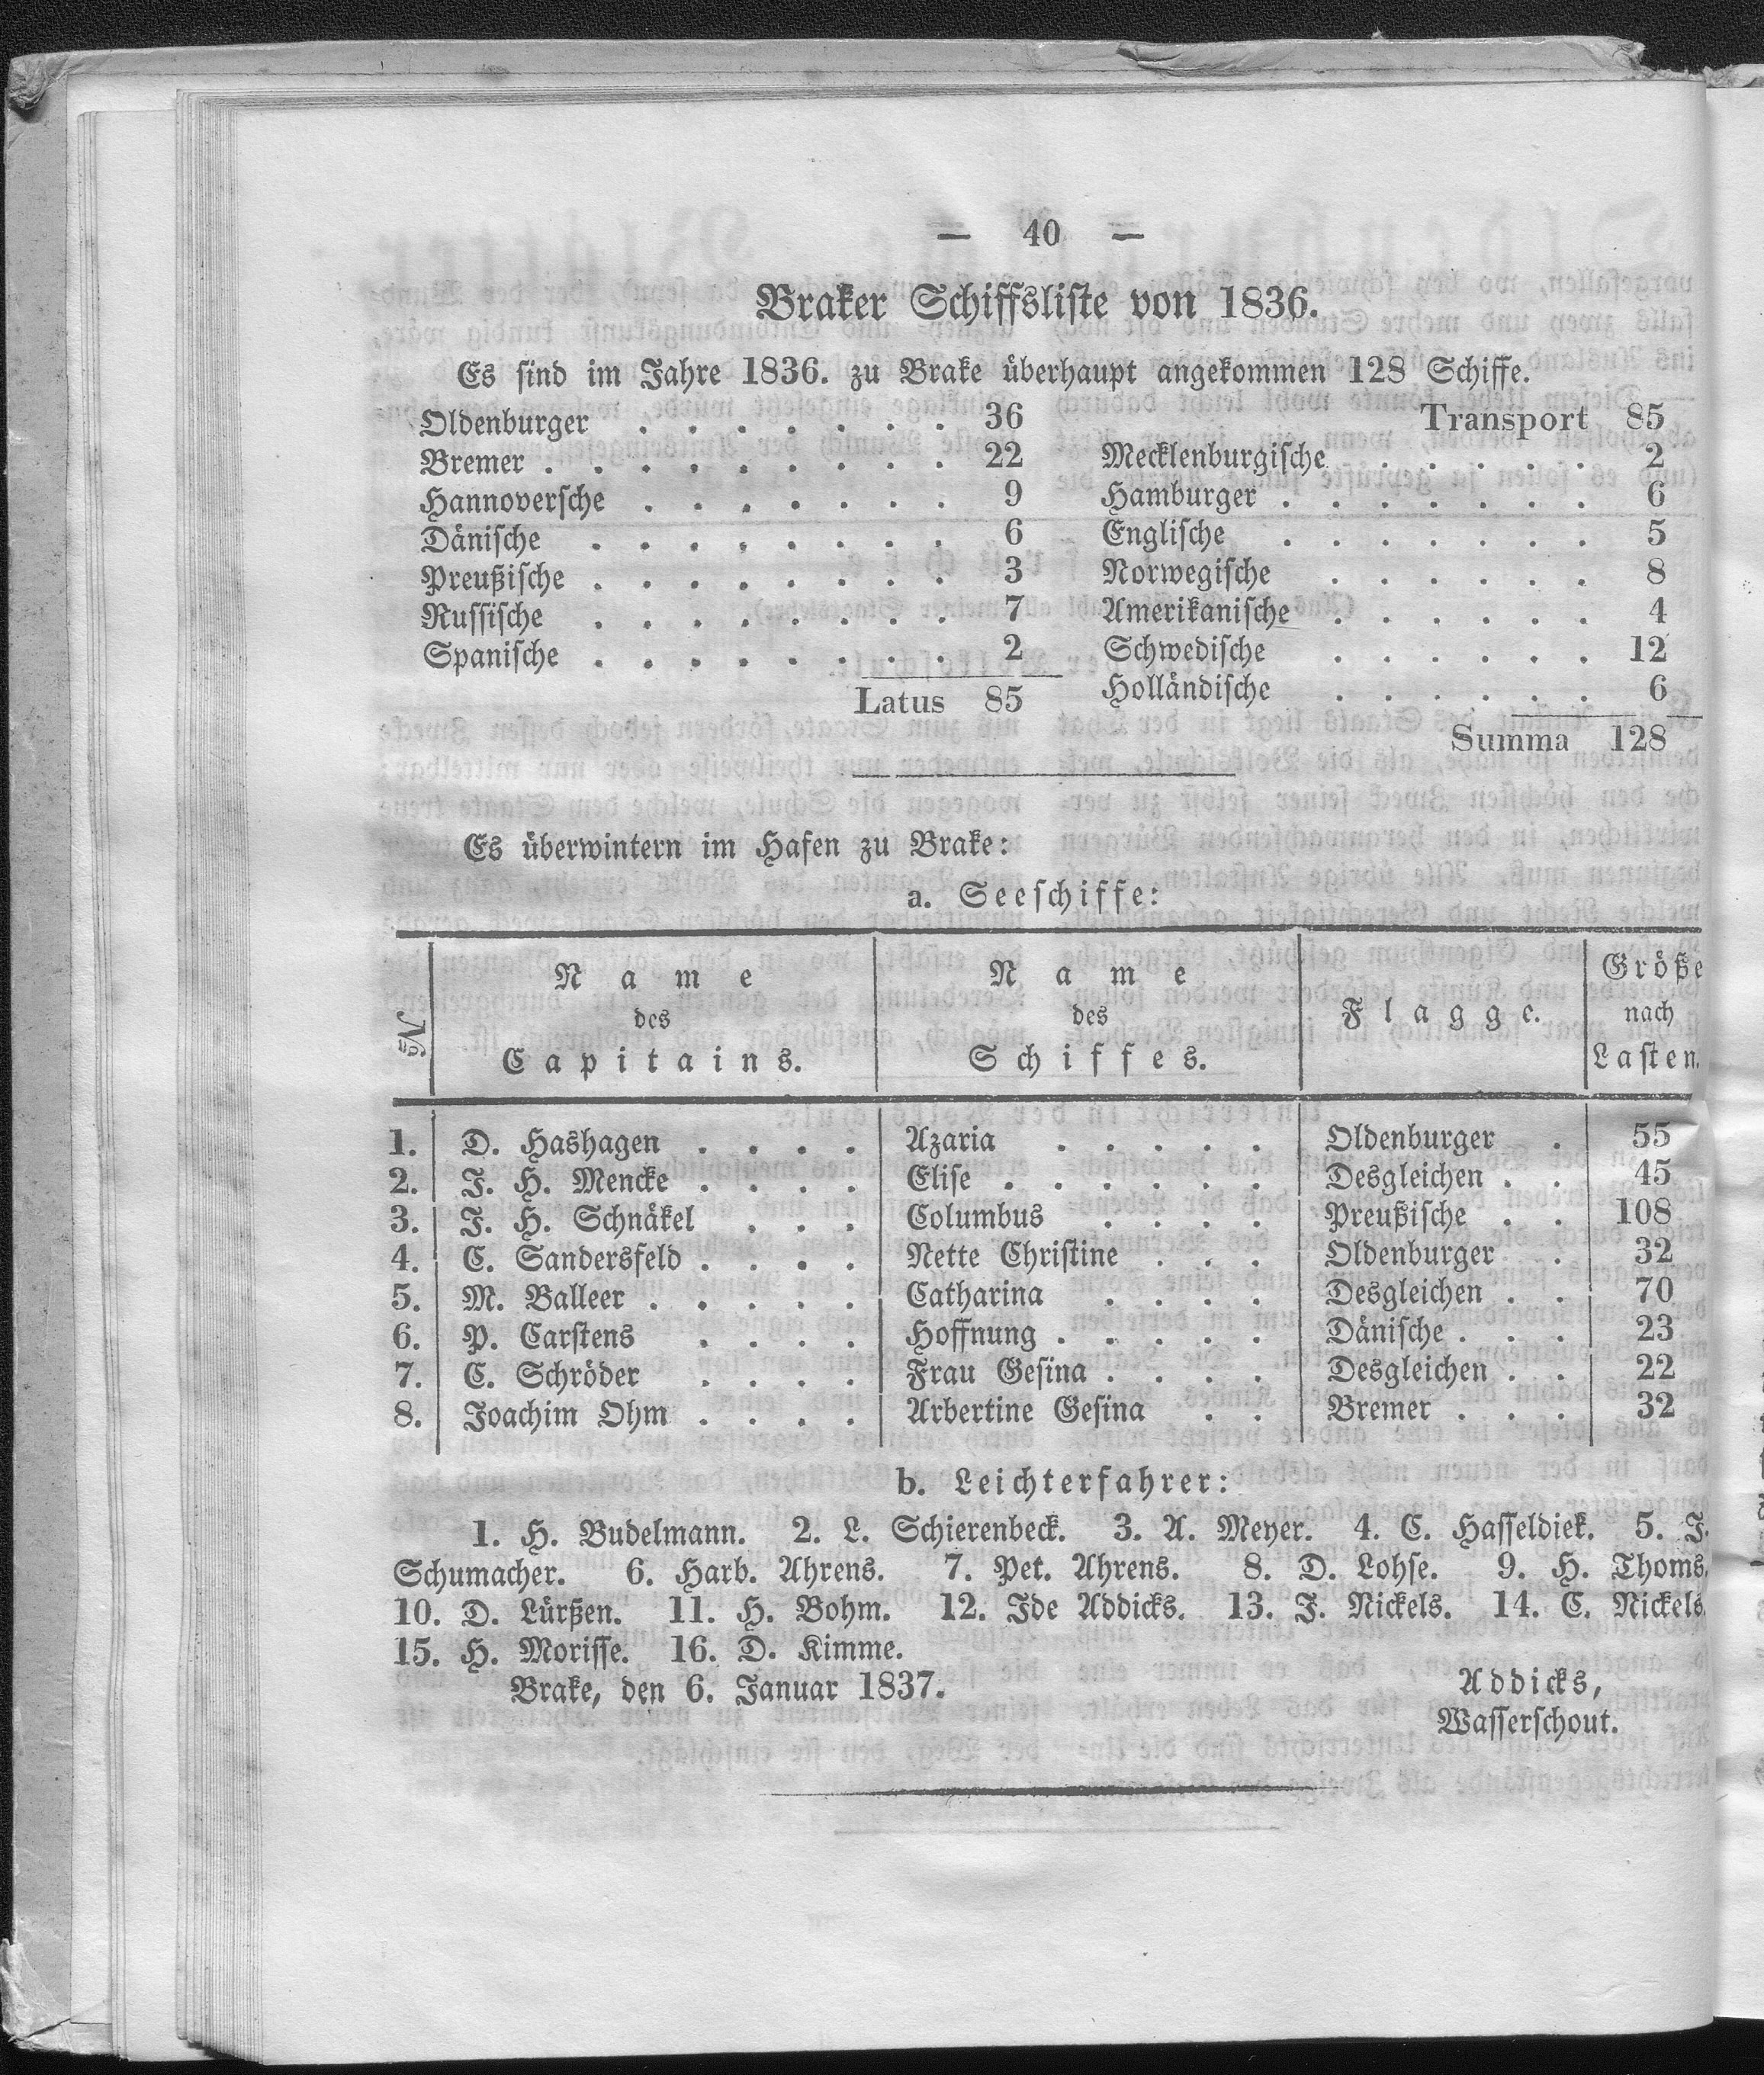 — 40 —
Braker Schiffsliste von 1836.
Es sind im Jahre 1836. zu Brake überhaupt angekommen 128 Schiffe.
Oldenburger . . . . . . . 36
Bremer . . . . . . . . . 22
Hannoversche . . . . . . . 9
Dänische . . . . . . . . 6
Preußische . . . . . . . . 3
Russische . . . . . . . . 7
Spanische . . . . . . . . 2
Latus 85
Transport 85
Mecklenburgische . . . . . 2
Hamburger . . . . . . . 6
Englische . . . . . . . 5
Norwegische . . . . . . 8
Amerikanische . . . . . . 4
Schwedische . . . . . . 12
Holländische . . . . . . 6
Summa 128
Es überwintern im Hafen zu Brake:
a. Seeschiffe:
№ | Name des Capitains. | Name des Schiffes. | Flagge. | Größe nach Lasten.
1. D. Hashagen . . . . Azaria . . . . . Oldenburger . 55
2. J. H. Mencke . . . . Elise . . . . . . Desgleichen . . 45
3. J. H. Schnäkel . . . Columbus . . . . Preußische . . 108
4. C. Sandersfeld . . . . Nette Christine . . . Oldenburger . 32
5. M. Balleer . . . . . Catharina . . . . Desgleichen . . 70
6. P. Carstens . . . . Hoffnung . . . . . Dänische . . . 23
7. C. Schröder . . . . Frau Gesina . . . . Desgleichen . . 22
8. Joachim Ohm . . . . Arbertine Gesina . . Bremer . . . 32
b. Leichterfahrer:
1. H. Budelmann. 2. L. Schierenbeck. 3. A. Meyer. 4. C. Hasseldiek. 5. J.
Schumacher. 6. Harb. Ahrens. 7. Pet. Ahrens. 8. D. Lohse. 9. H. Thoms.
10. D. Lürßen. 11. H. Bohm. 12. Ide Addicks. 13. J. Nickels. 14. C. Nickels.
15. H. Morisse. 16. D. Kimme.
Brake, den 6. Januar 1837.
Addicks,
Wasserschout.